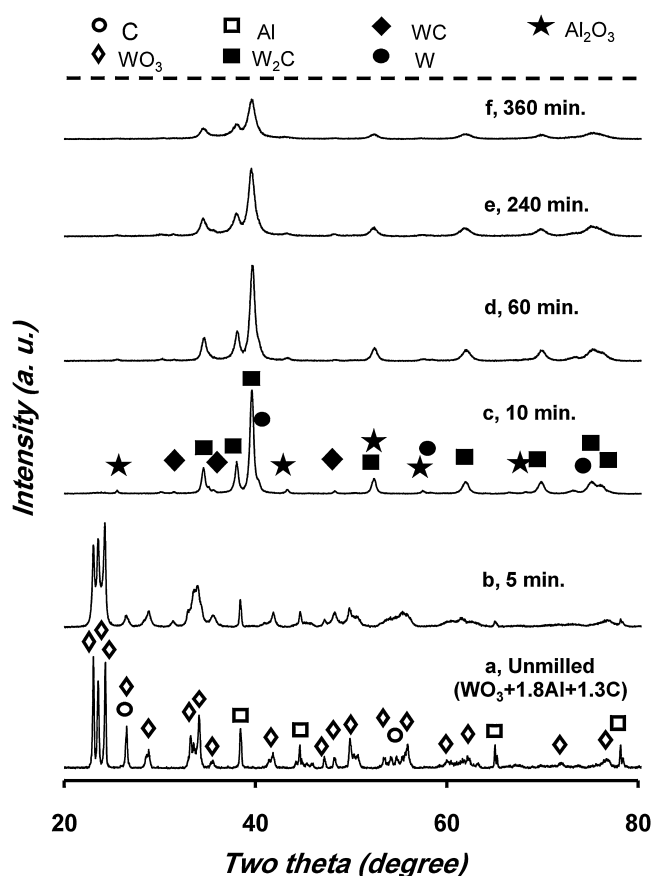 C Al WC Al₂O₃
WO₃ W₂C W
f, 360 min.
e, 240 min.
d, 60 min.
c, 10 min.
b, 5 min.
a, Unmilled
(WO₃+1.8Al+1.3C)
Intensity (a. u.)
20 40 60 80
Two theta (degree)